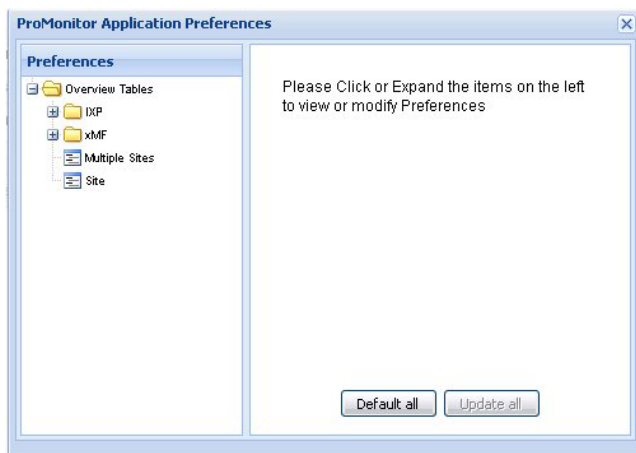 ProMonitor Application Preferences
Preferences
Overview Tables
IXP
xMF
Multiple Sites
Site
Please Click or Expand the items on the left
to view or modify Preferences
Default all
Update all